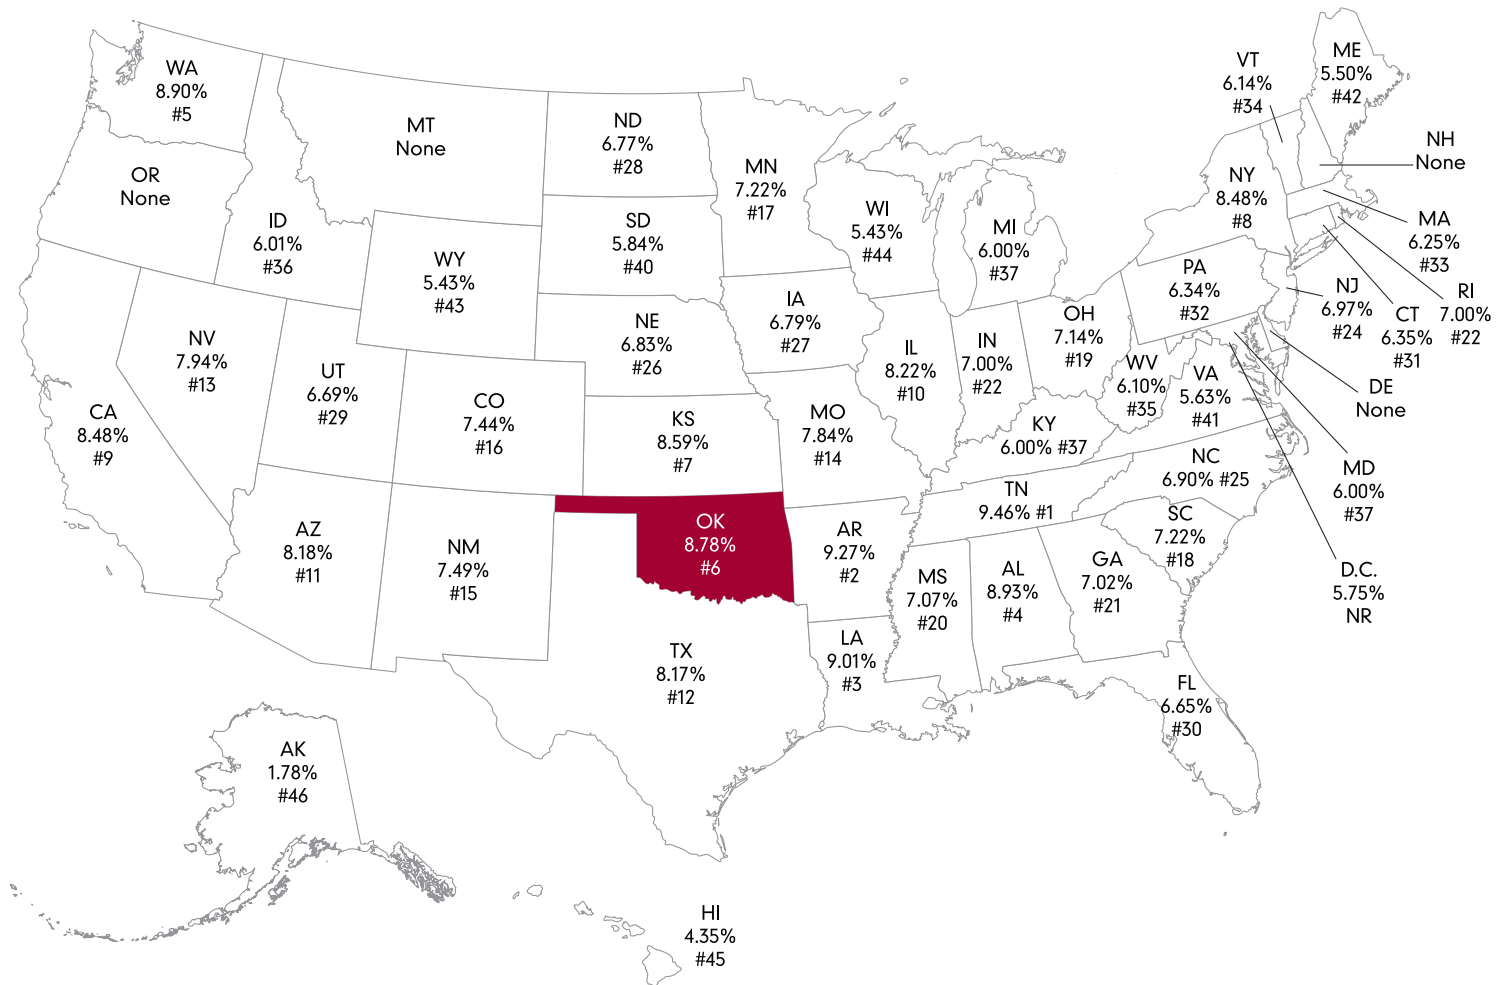 WA
8.90%
#5
OR
None
MT
None
ID
6.01%
#36
WY
5.43%
#43
ND
6.77%
#28
SD
5.84%
#40
NE
6.83%
#26
MN
7.22%
#17
IA
6.79%
#27
WI
5.43%
#44
MI
6.00%
#37
VT
6.14%
#34
ME
5.50%
#42
NH
None
NY
8.48%
#8
MA
6.25%
#33
RI
7.00%
#22
CT
6.35%
#31
NJ
6.97%
#24
PA
6.34%
#32
DE
None
MD
6.00%
#37
D.C.
5.75%
NR
CA
8.48%
#9
NV
7.94%
#13
UT
6.69%
#29
CO
7.44%
#16
KS
8.59%
#7
MO
7.84%
#14
IL
8.22%
#10
IN
7.00%
#22
OH
7.14%
#19
WV
6.10%
#35
VA
5.63%
#41
KY
6.00% #37
NC
6.90% #25
TN
9.46% #1
SC
7.22%
#18
AZ
8.18%
#11
NM
7.49%
#15
OK
8.78%
#6
AR
9.27%
#2
MS
7.07%
#20
AL
8.93%
#4
GA
7.02%
#21
TX
8.17%
#12
LA
9.01%
#3
FL
6.65%
#30
AK
1.78%
#46
HI
4.35%
#45